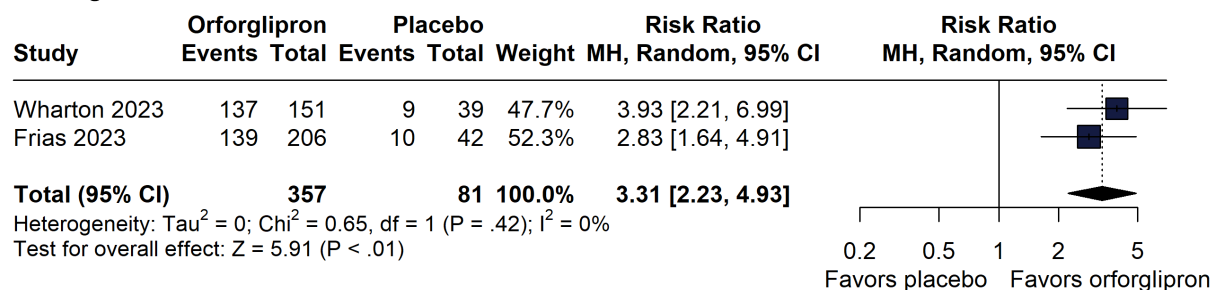 Orforglipron Placebo Risk Ratio Risk Ratio
Study Events Total Events Total Weight MH, Random, 95% CI MH, Random, 95% CI
Wharton 2023 137 151 9 39 47.7% 3.93 [2.21, 6.99]
Frias 2023 139 206 10 42 52.3% 2.83 [1.64, 4.91]
Total (95% CI) 357 81 100.0% 3.31 [2.23, 4.93]
Heterogeneity: Tau² = 0; Chi² = 0.65, df = 1 (P = .42); I² = 0%
Test for overall effect: Z = 5.91 (P < .01)
0.2 0.5 1 2 5
Favors placebo Favors orforglipron